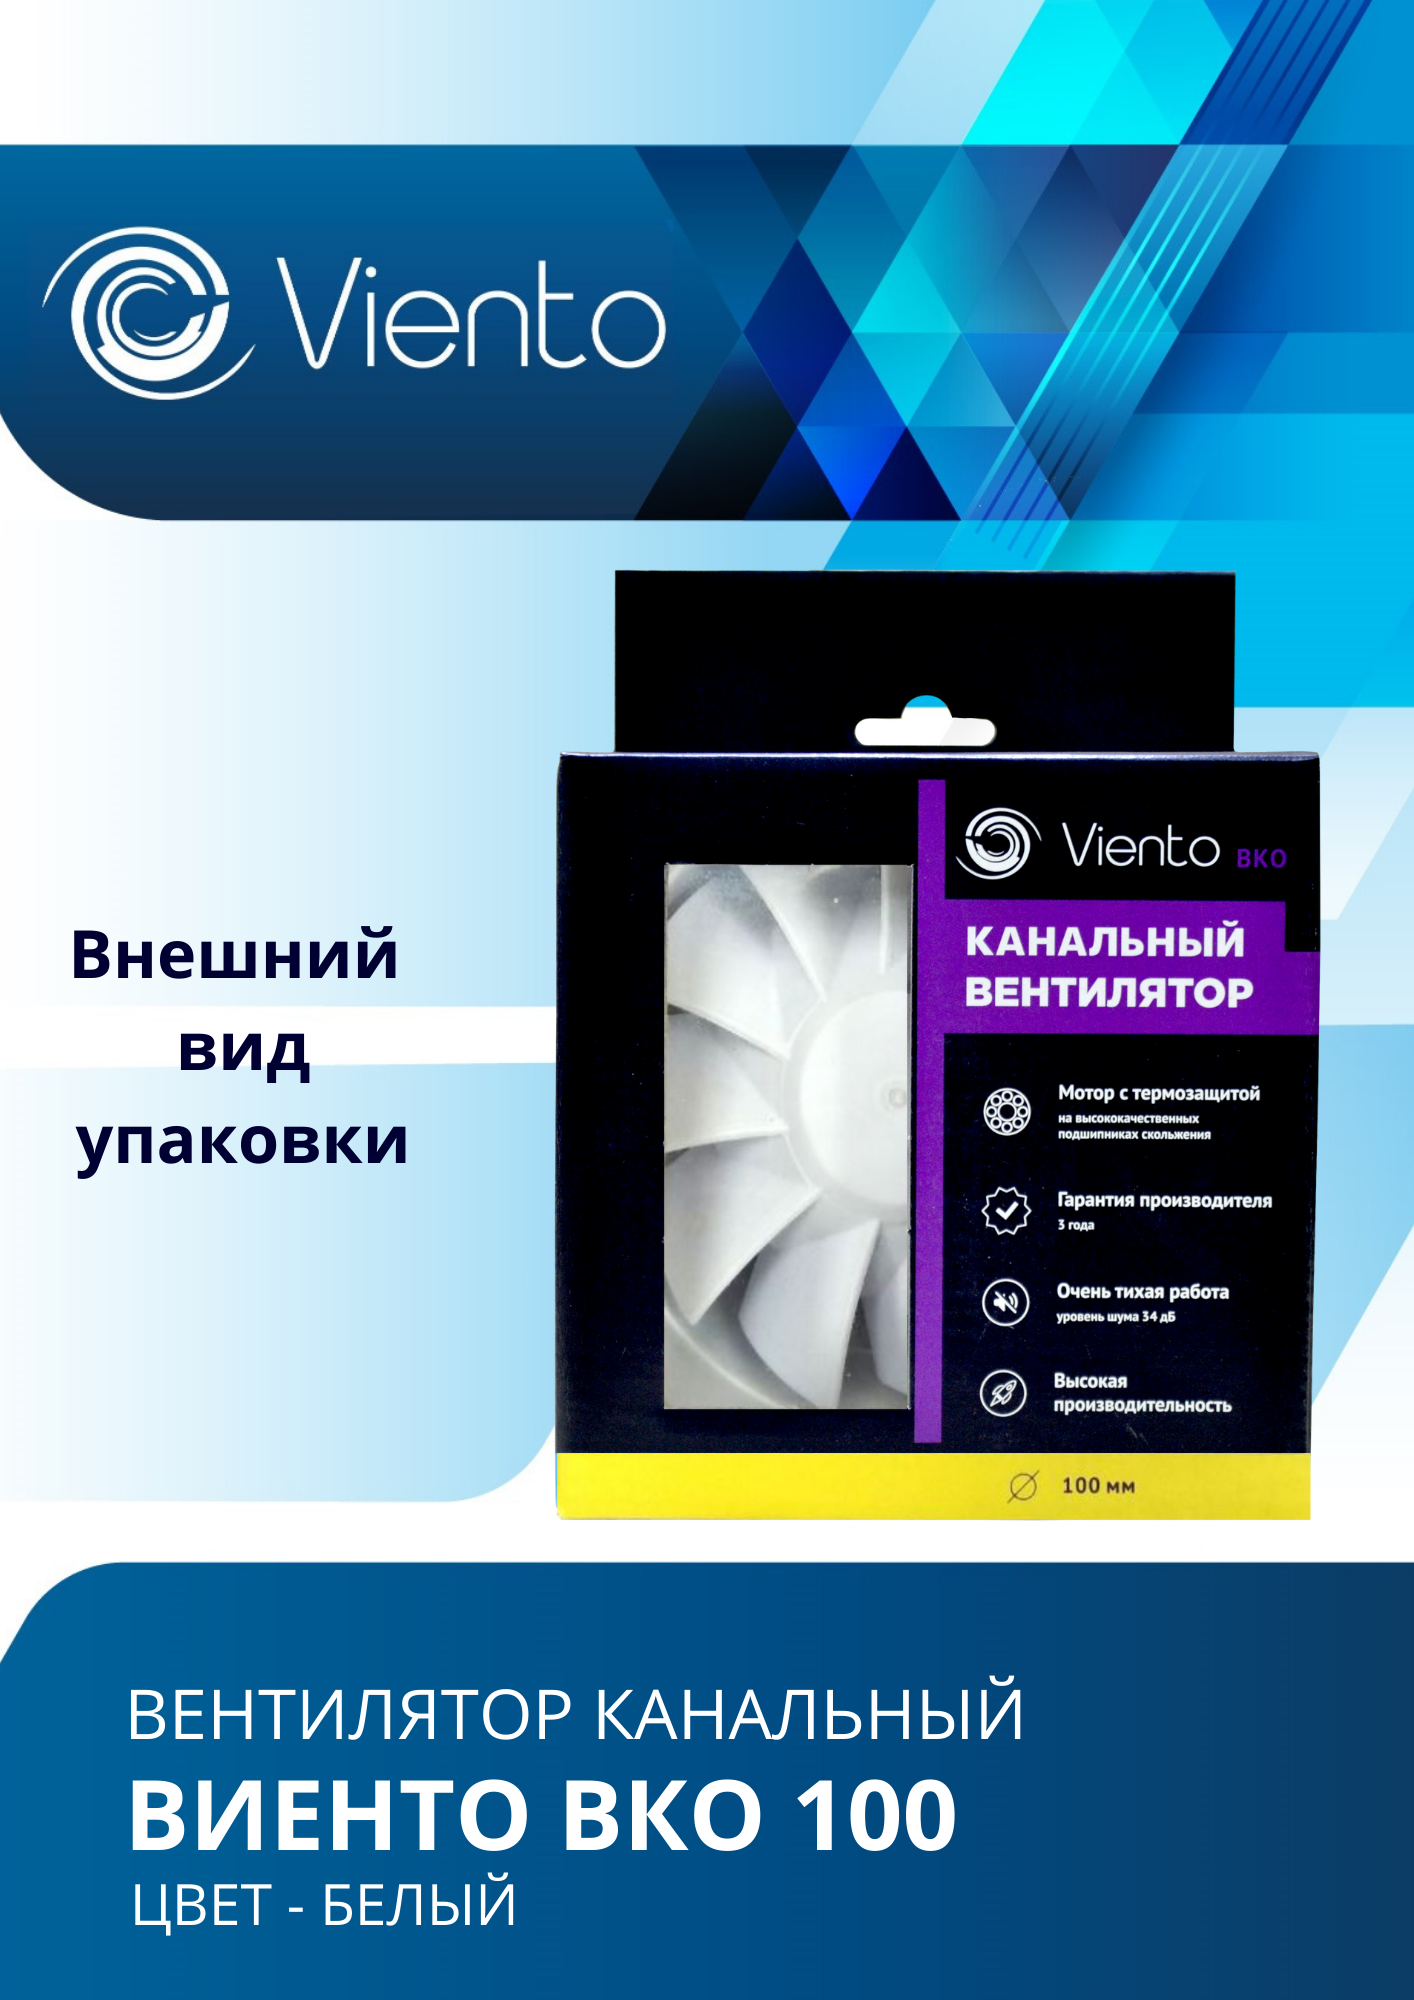 Viento
Внешний
вид
упаковки
Viento ВКО
КАНАЛЬНЫЙ
ВЕНТИЛЯТОР
Мотор с термозащитой
на высококачественных
подшипниках скольжения
Гарантия производителя
3 года
Очень тихая работа
уровень шума 34 дБ
Высокая
производительность
100 мм
ВЕНТИЛЯТОР КАНАЛЬНЫЙ
ВИЕНТО ВКО 100
ЦВЕТ - БЕЛЫЙ